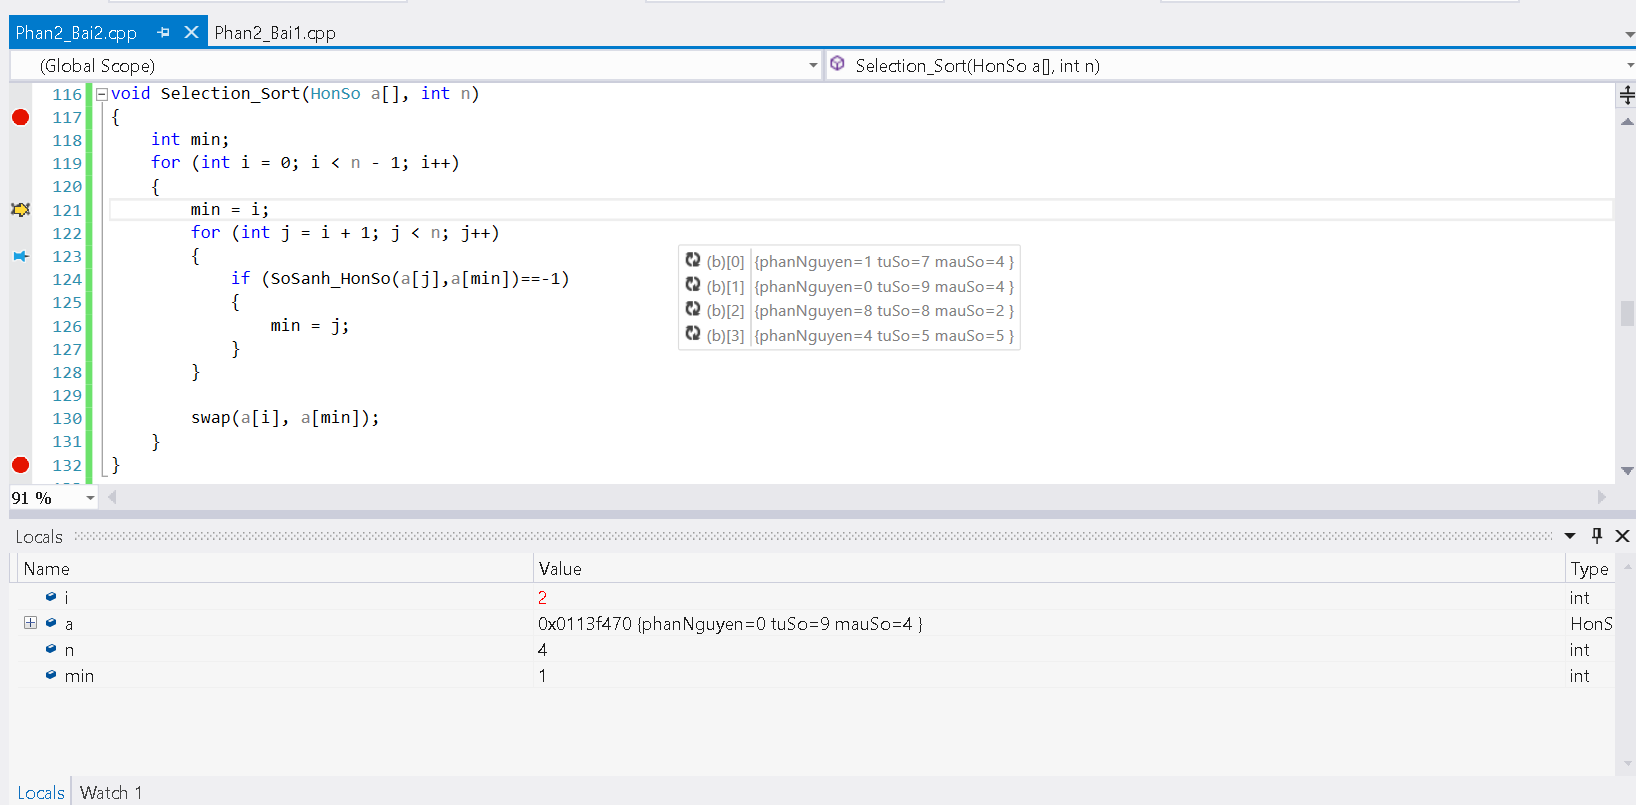 Phan2_Bai2.cpp Phan2_Bai1.cpp
(Global Scope) Selection_Sort(HonSo a[], int n)
116 void Selection_Sort(HonSo a[], int n)
117 {
118 int min;
119 for (int i = 0; i < n - 1; i++)
120 {
121 min = i;
122 for (int j = i + 1; j < n; j++)
123 {
124 if (SoSanh_HonSo(a[j],a[min])==-1)
125 {
126 min = j;
127 }
128 }
129
130 swap(a[i], a[min]);
131 }
132 }
(b)[0] {phanNguyen=1 tuSo=7 mauSo=4 }
(b)[1] {phanNguyen=0 tuSo=9 mauSo=4 }
(b)[2] {phanNguyen=8 tuSo=8 mauSo=2 }
(b)[3] {phanNguyen=4 tuSo=5 mauSo=5 }
91 %
Locals
Name Value Type
i 2 int
a 0x0113f470 {phanNguyen=0 tuSo=9 mauSo=4 } HonS
n 4 int
min 1 int
Locals Watch 1